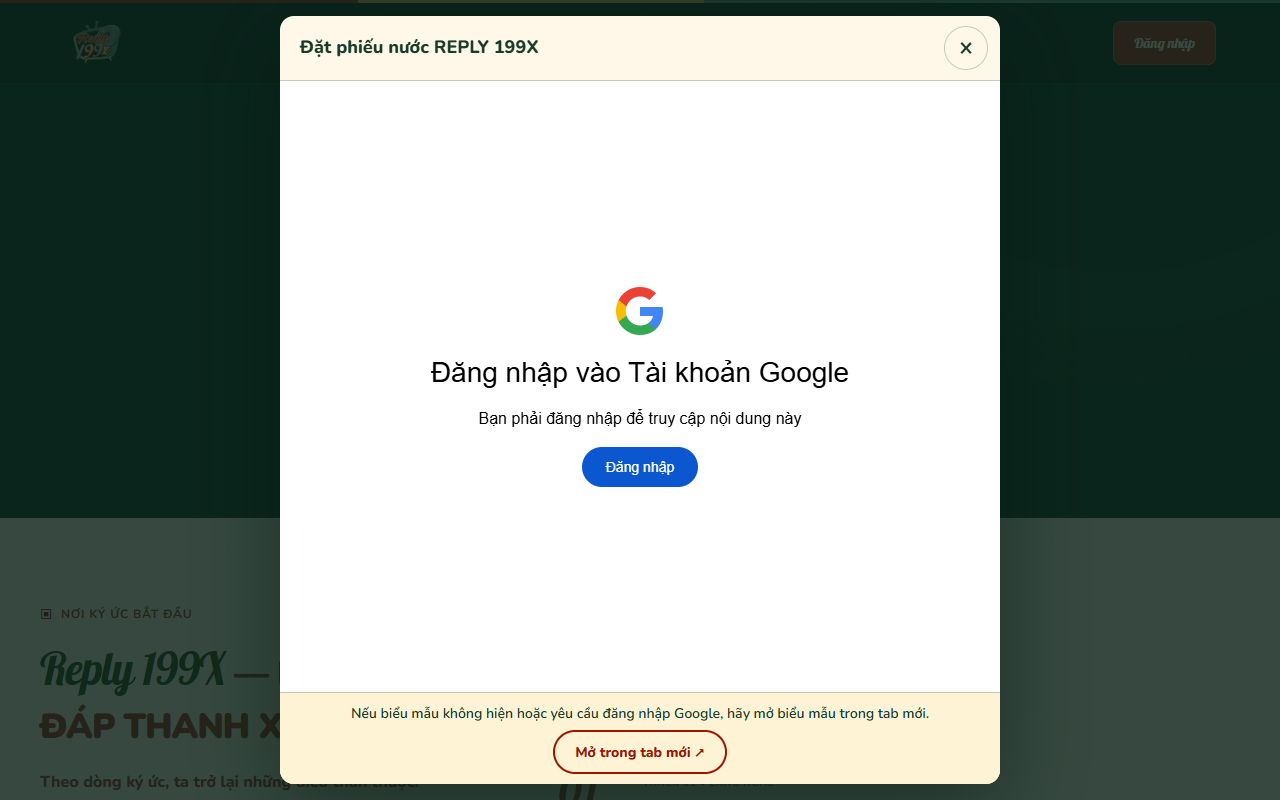 Reply 199X
Đăng nhập
Đặt phiếu nước REPLY 199X
Đăng nhập vào Tài khoản Google
Bạn phải đăng nhập để truy cập nội dung này
Đăng nhập
NƠI KÝ ỨC BẮT ĐẦU
Reply 199X —
ĐÁP THANH X
Theo dòng ký ức, ta trở lại những
Nếu biểu mẫu không hiện hoặc yêu cầu đăng nhập Google, hãy mở biểu mẫu trong tab mới.
Mở trong tab mới ↗